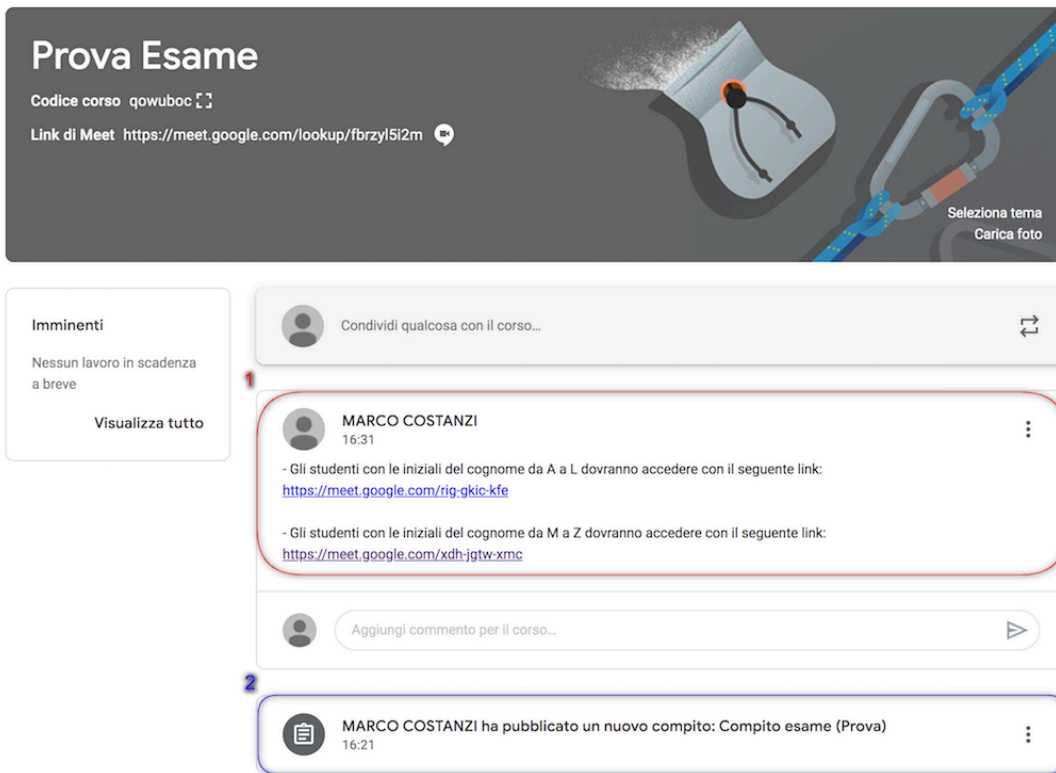 Prova Esame
Codice corso qowuboc
Link di Meet https://meet.google.com/lookup/fbrzyl5i2m
Seleziona tema
Carica foto
Imminenti
Nessun lavoro in scadenza
a breve
Visualizza tutto
Condividi qualcosa con il corso...
1
MARCO COSTANZI
16:31
- Gli studenti con le iniziali del cognome da A a L dovranno accedere con il seguente link:
https://meet.google.com/rig-gkic-kfe
- Gli studenti con le iniziali del cognome da M a Z dovranno accedere con il seguente link:
https://meet.google.com/xdh-jgtw-xmc
Aggiungi commento per il corso...
2
MARCO COSTANZI ha pubblicato un nuovo compito: Compito esame (Prova)
16:21